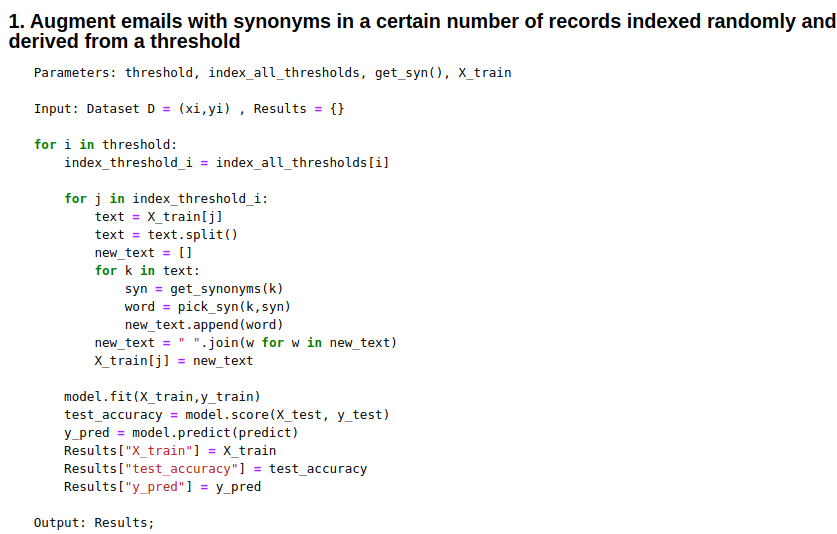 1. Augment emails with synonyms in a certain number of records indexed randomly and
derived from a threshold
Parameters: threshold, index_all_thresholds, get_syn(), X_train
Input: Dataset D = (xi,yi) , Results = {}
for i in threshold:
    index_threshold_i = index_all_thresholds[i]
    for j in index_threshold_i:
        text = X_train[j]
        text = text.split()
        new_text = []
        for k in text:
            syn = get_synonyms(k)
            word = pick_syn(k,syn)
            new_text.append(word)
        new_text = " ".join(w for w in new_text)
        X_train[j] = new_text
    model.fit(X_train,y_train)
    test_accuracy = model.score(X_test, y_test)
    y_pred = model.predict(predict)
    Results["X_train"] = X_train
    Results["test_accuracy"] = test_accuracy
    Results["y_pred"] = y_pred
Output: Results;